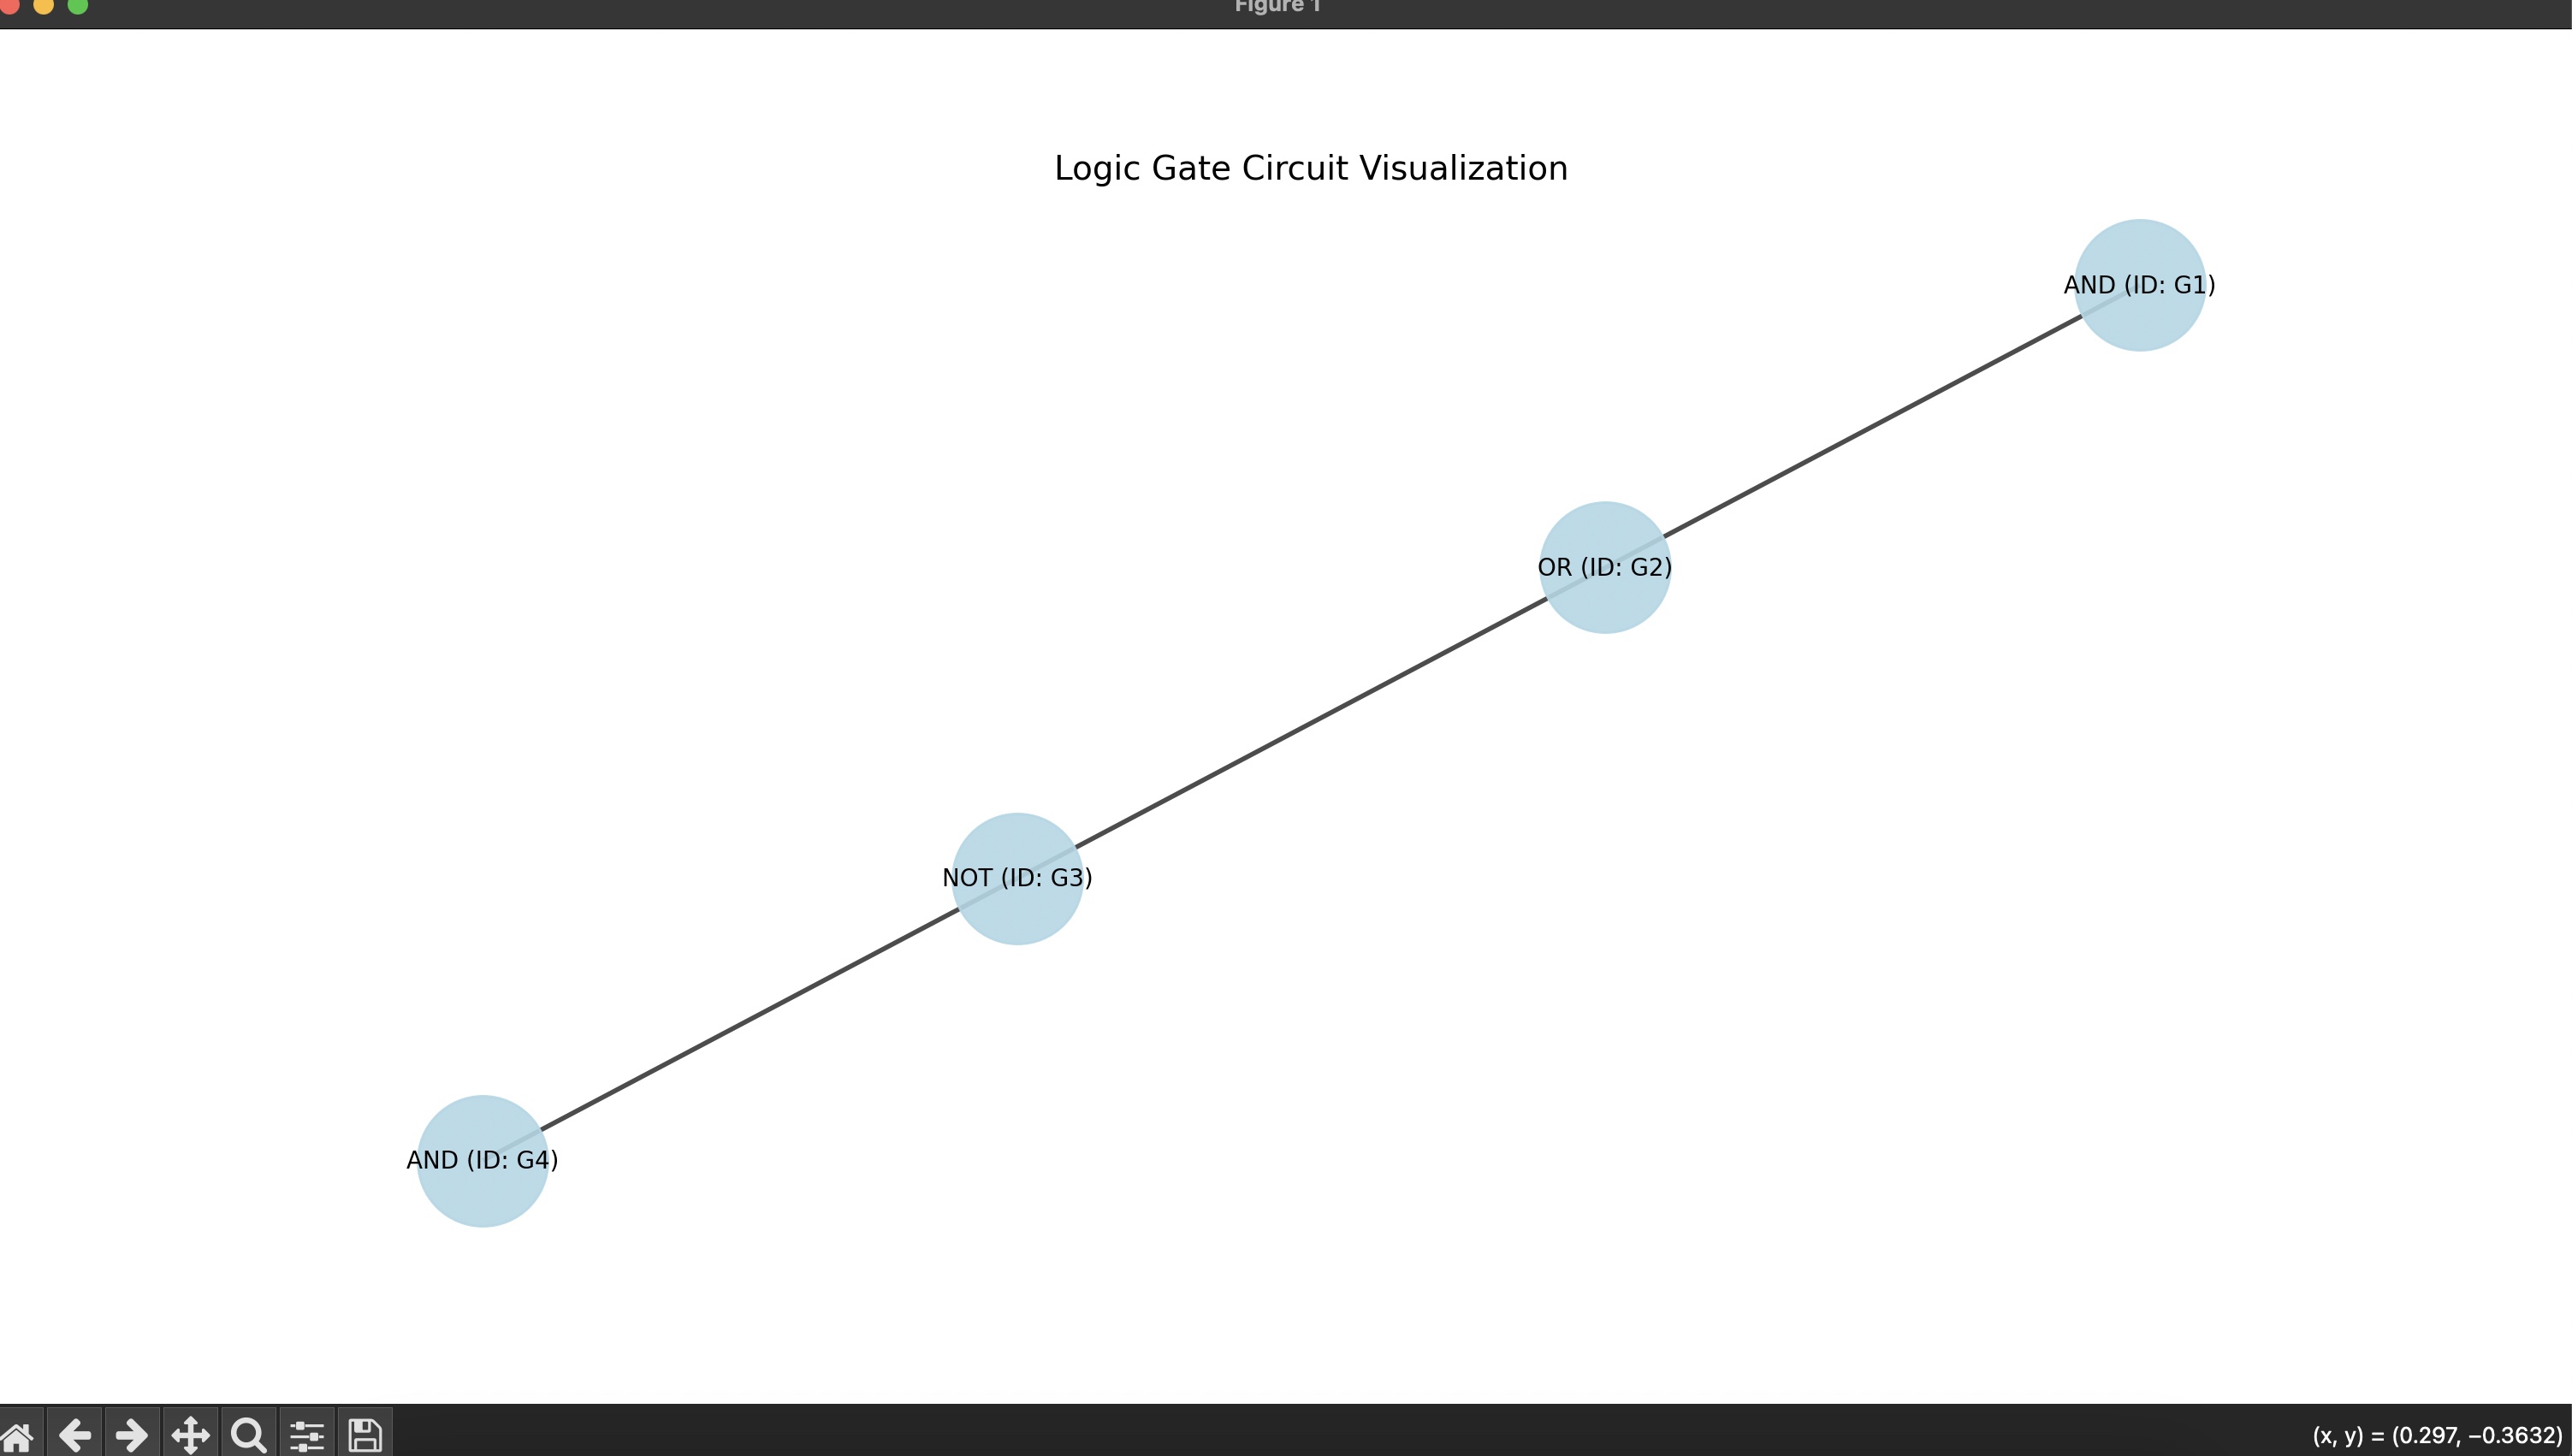 Figure 1
Logic Gate Circuit Visualization
AND (ID: G1)
OR (ID: G2)
NOT (ID: G3)
AND (ID: G4)
(x, y) = (0.297, −0.3632)